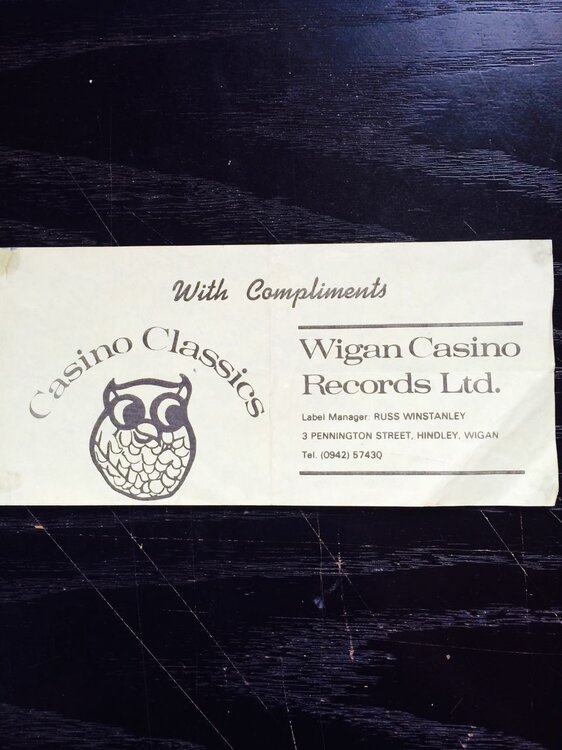 With Compliments
Casino Classics
Wigan Casino
Records Ltd.
Label Manager: RUSS WINSTANLEY
3 PENNINGTON STREET, HINDLEY, WIGAN
Tel. (0942) 57430